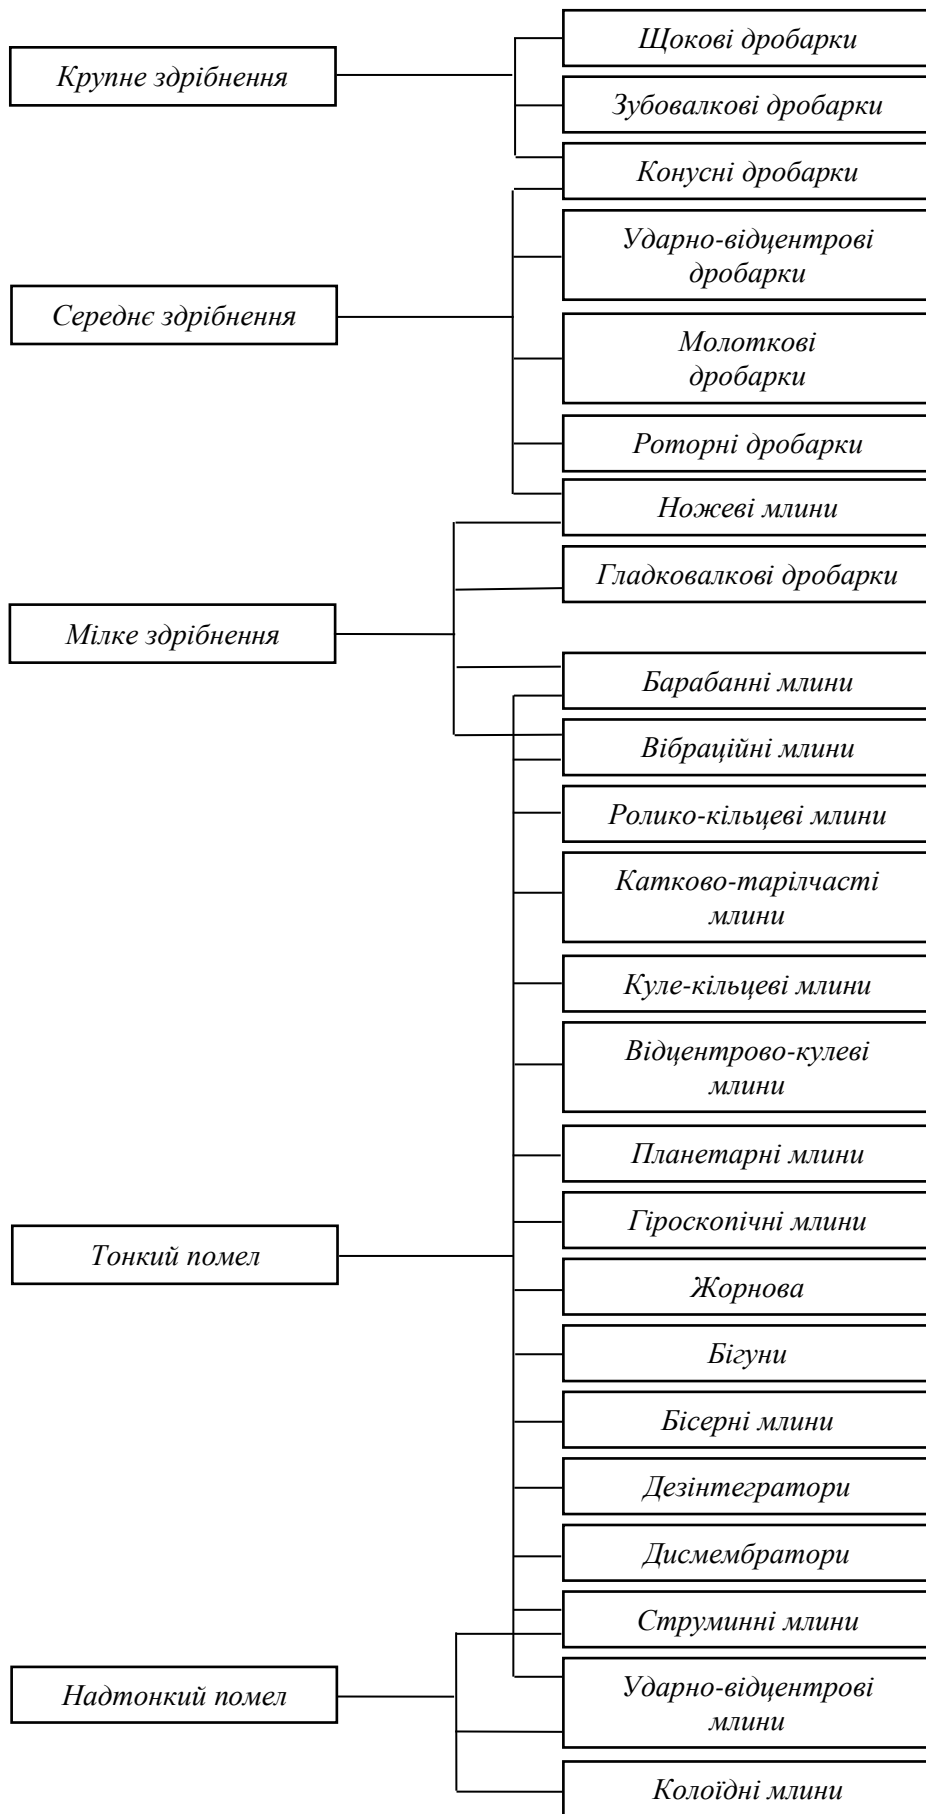 Щокові дробарки
Крупне здрібнення
Зубовалкові дробарки
Конусні дробарки
Ударно-відцентрові
дробарки
Середнє здрібнення
Молоткові
дробарки
Роторні дробарки
Ножеві млини
Гладковалкові дробарки
Мілке здрібнення
Барабанні млини
Вібраційні млини
Ролико-кільцеві млини
Катково-тарілчасті
млини
Куле-кільцеві млини
Відцентрово-кулеві
млини
Планетарні млини
Гіроскопічні млини
Тонкий помел
Жорнова
Бігуни
Бісерні млини
Дезінтегратори
Дисмембратори
Струминні млини
Надтонкий помел
Ударно-відцентрові
млини
Колоїдні млини